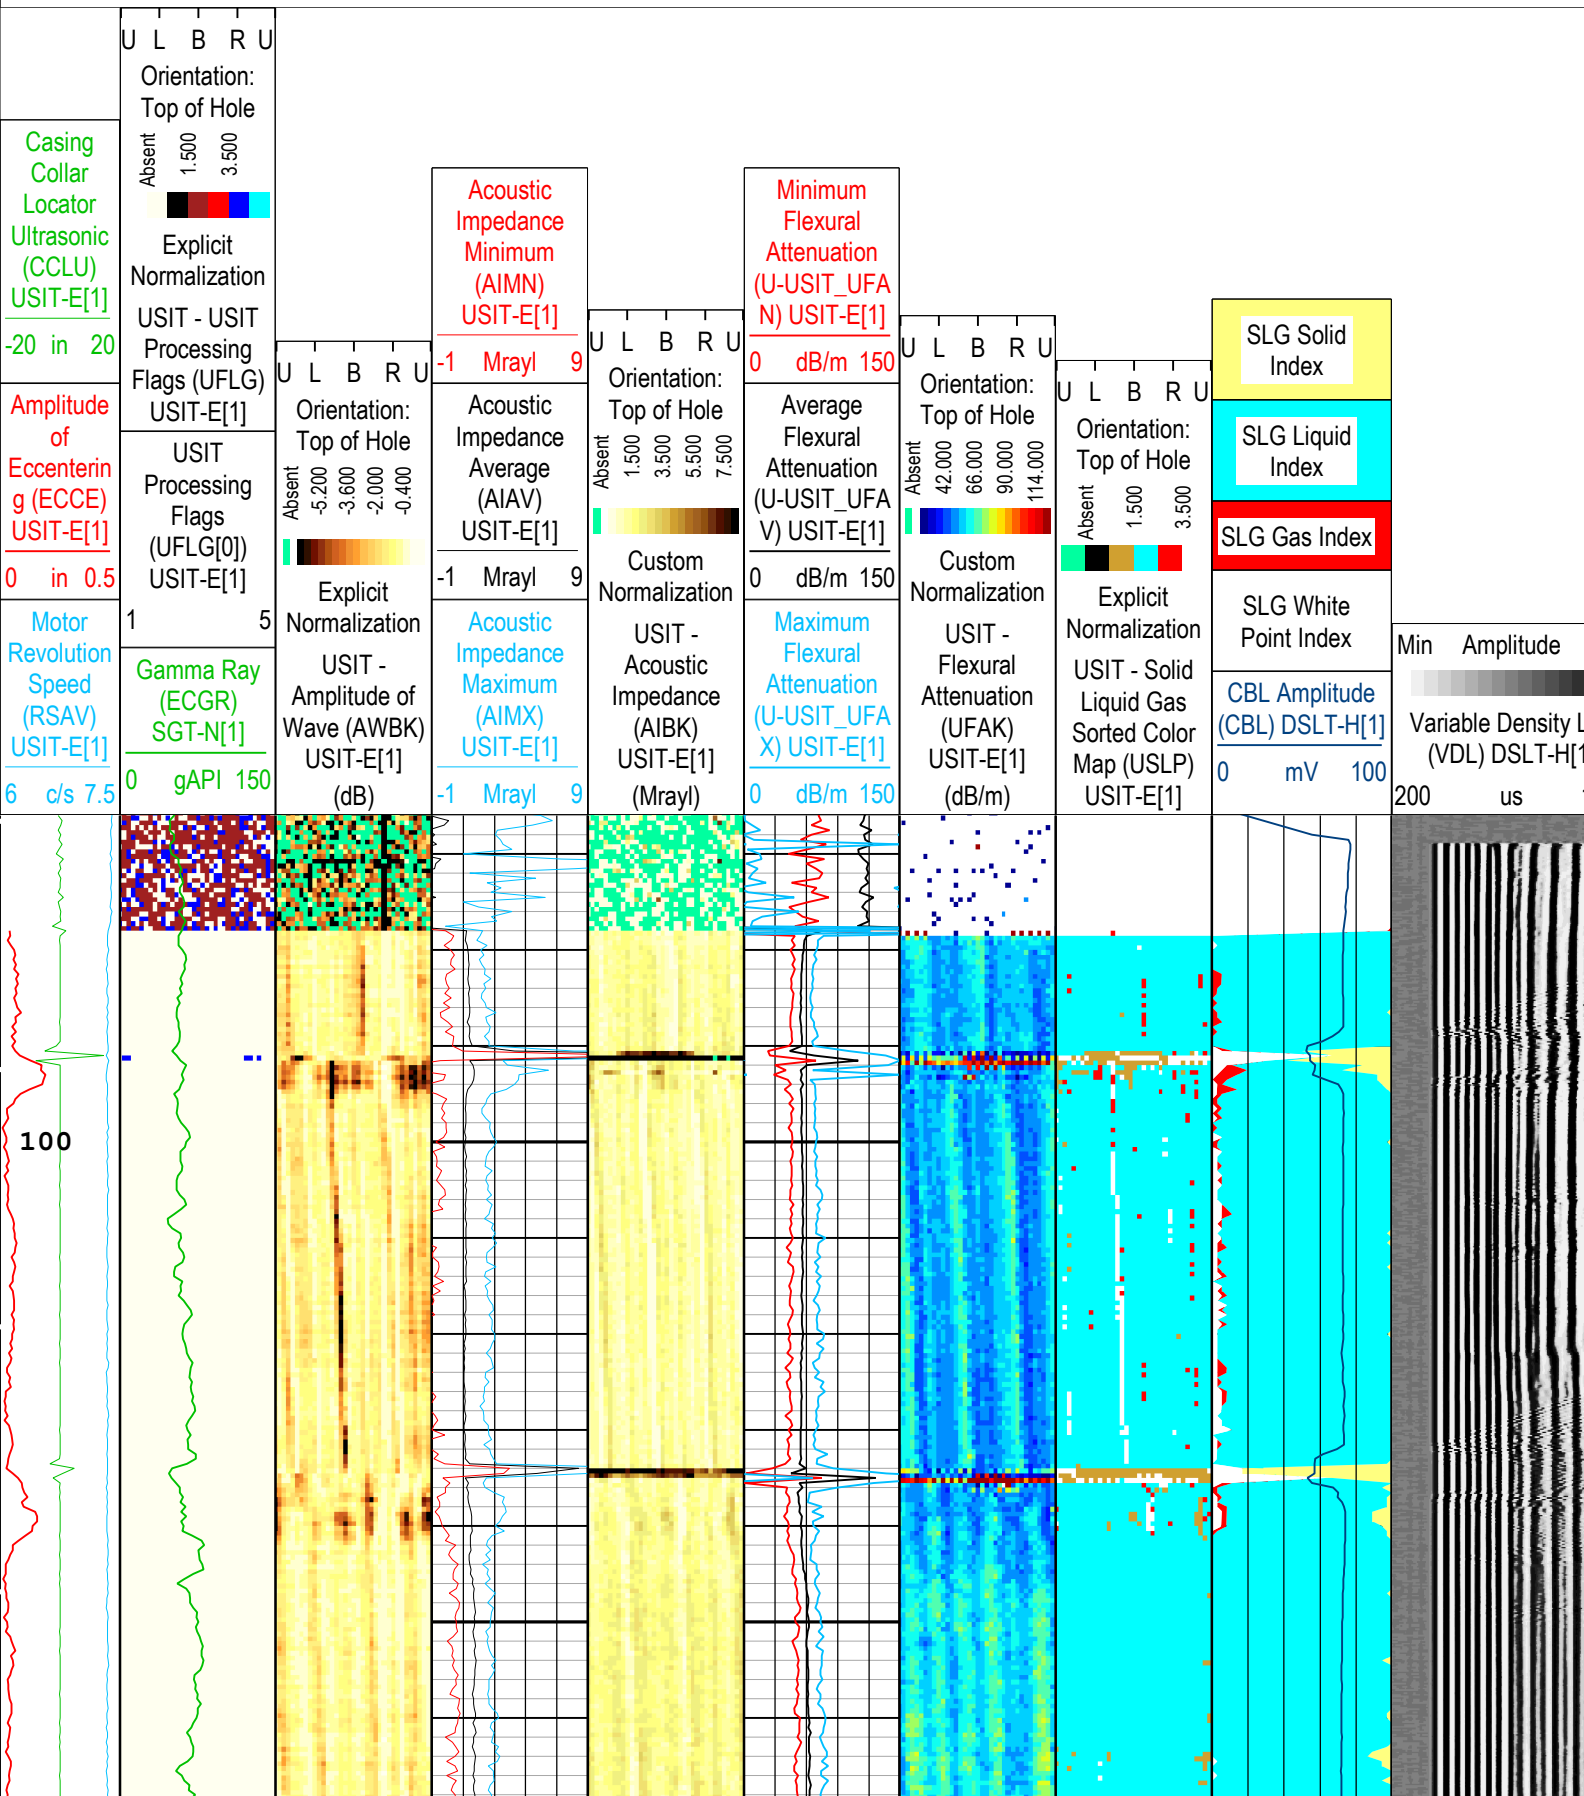 Casing
Collar
Locator
Ultrasonic
(CCLU)
USIT-E[1]
-20 in 20
Amplitude
of
Eccenterin
g (ECCE)
USIT-E[1]
0 in 0.5
Motor
Revolution
Speed
(RSAV)
USIT-E[1]
6 c/s 7.5
U L B R U
Orientation:
Top of Hole
Absent 1.500 3.500
Explicit
Normalization
USIT - USIT
Processing
Flags (UFLG)
USIT-E[1]
USIT
Processing
Flags
(UFLG[0])
USIT-E[1]
1 5
Gamma Ray
(ECGR)
SGT-N[1]
0 gAPI 150
U L B R U
Orientation:
Top of Hole
Absent -5.200 -3.600 -2.000 -0.400
Explicit
Normalization
USIT -
Amplitude of
Wave (AWBK)
USIT-E[1]
(dB)
Acoustic
Impedance
Minimum
(AIMN)
USIT-E[1]
-1 Mrayl 9
Acoustic
Impedance
Average
(AIAV)
USIT-E[1]
-1 Mrayl 9
Acoustic
Impedance
Maximum
(AIMX)
USIT-E[1]
-1 Mrayl 9
U L B R U
Orientation:
Top of Hole
Absent 1.500 3.500 5.500 7.500
Custom
Normalization
USIT -
Acoustic
Impedance
(AIBK)
USIT-E[1]
(Mrayl)
Minimum
Flexural
Attenuation
(U-USIT_UFA
N) USIT-E[1]
0 dB/m 150
Average
Flexural
Attenuation
(U-USIT_UFA
V) USIT-E[1]
0 dB/m 150
Maximum
Flexural
Attenuation
(U-USIT_UFA
X) USIT-E[1]
0 dB/m 150
U L B R U
Orientation:
Top of Hole
Absent 42.000 66.000 90.000 114.000
Custom
Normalization
USIT -
Flexural
Attenuation
(UFAK)
USIT-E[1]
(dB/m)
U L B R U
Orientation:
Top of Hole
Absent 1.500 3.500
Explicit
Normalization
USIT - Solid
Liquid Gas
Sorted Color
Map (USLP)
USIT-E[1]
SLG Solid
Index
SLG Liquid
Index
SLG Gas Index
SLG White
Point Index
CBL Amplitude
(CBL) DSLT-H[1]
0 mV 100
Min Amplitude
Variable Density L
(VDL) DSLT-H[1
200 us
100